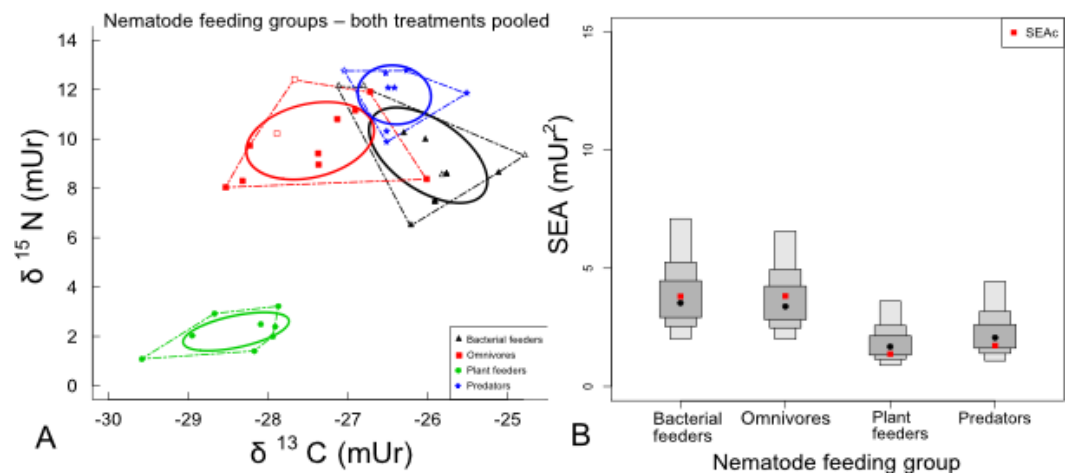 Nematode feeding groups – both treatments pooled
14
12
10
8
6
4
2
0
δ ¹⁵ N (mUr)
-30
-29
-28
-27
-26
-25
δ ¹³ C (mUr)
▲ Bacterial feeders
■ Omnivores
● Plant feeders
★ Predators
A
■ SEAc
15
10
5
0
SEA (mUr²)
Bacterial
feeders
Omnivores
Plant
feeders
Predators
Nematode feeding group
B